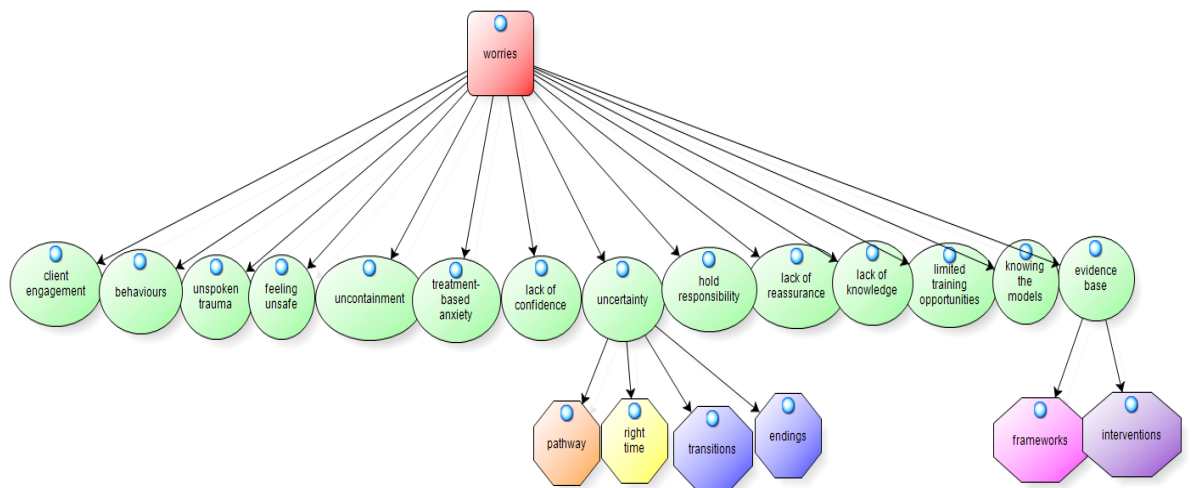 worries
client
engagement
behaviours
unspoken
trauma
feeling
unsafe
uncontainment
treatment-
based
anxiety
lack of
confidence
uncertainty
hold
responsibility
lack of
reassurance
lack of
knowledge
limited
training
opportunities
knowing
the
models
evidence
base
pathway
right
time
transitions
endings
frameworks
interventions